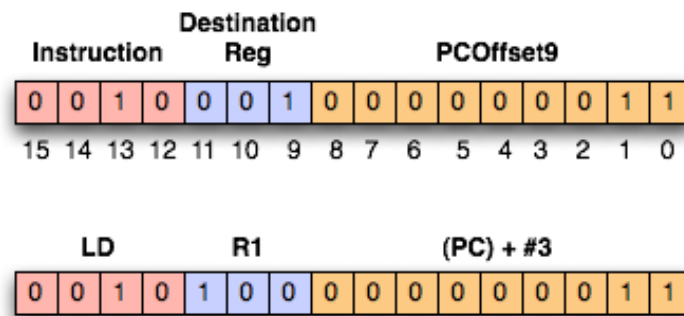 Destination
Instruction Reg PCOffset9
0 0 1 0 0 0 1 0 0 0 0 0 0 0 1 1
15 14 13 12 11 10 9 8 7 6 5 4 3 2 1 0
LD R1 (PC) + #3
0 0 1 0 1 0 0 0 0 0 0 0 0 0 1 1